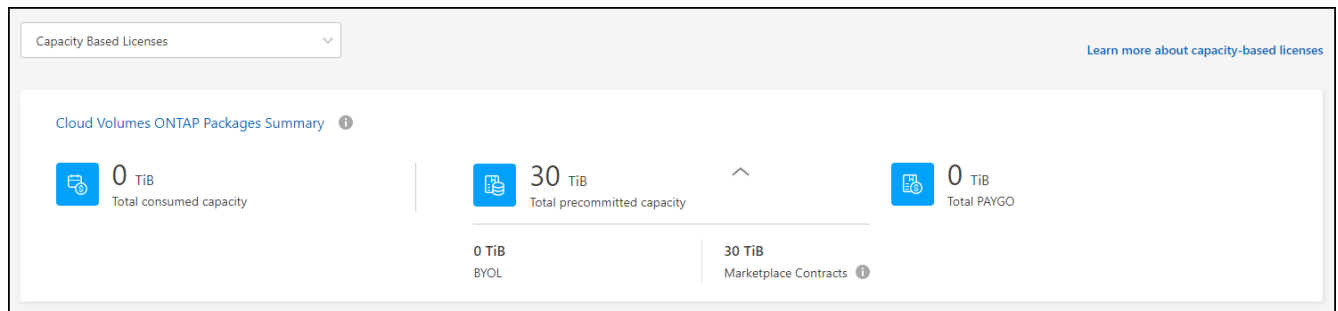 Capacity Based Licenses
Learn more about capacity-based licenses
Cloud Volumes ONTAP Packages Summary
0 TiB
Total consumed capacity
30 TiB
Total precommitted capacity
0 TiB
BYOL
30 TiB
Marketplace Contracts
0 TiB
Total PAYGO